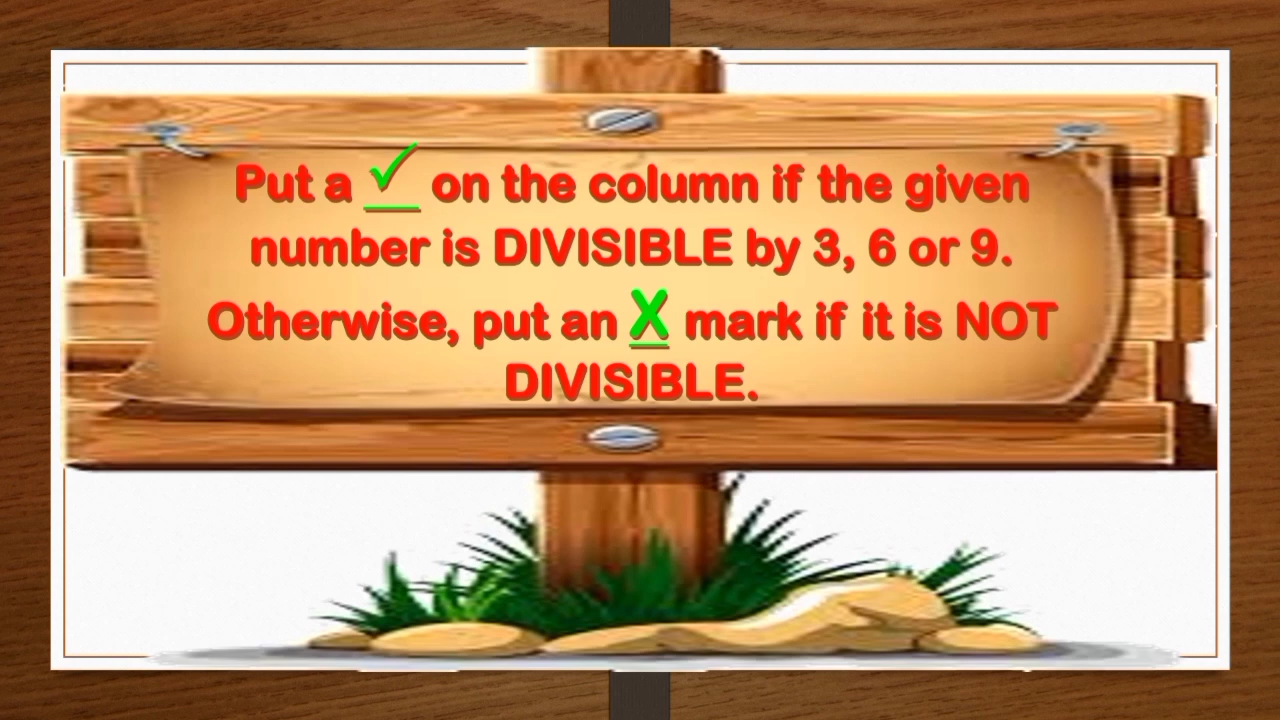 Put a ✓ on the column if the given
number is DIVISIBLE by 3, 6 or 9.
Otherwise, put an X mark if it is NOT
DIVISIBLE.